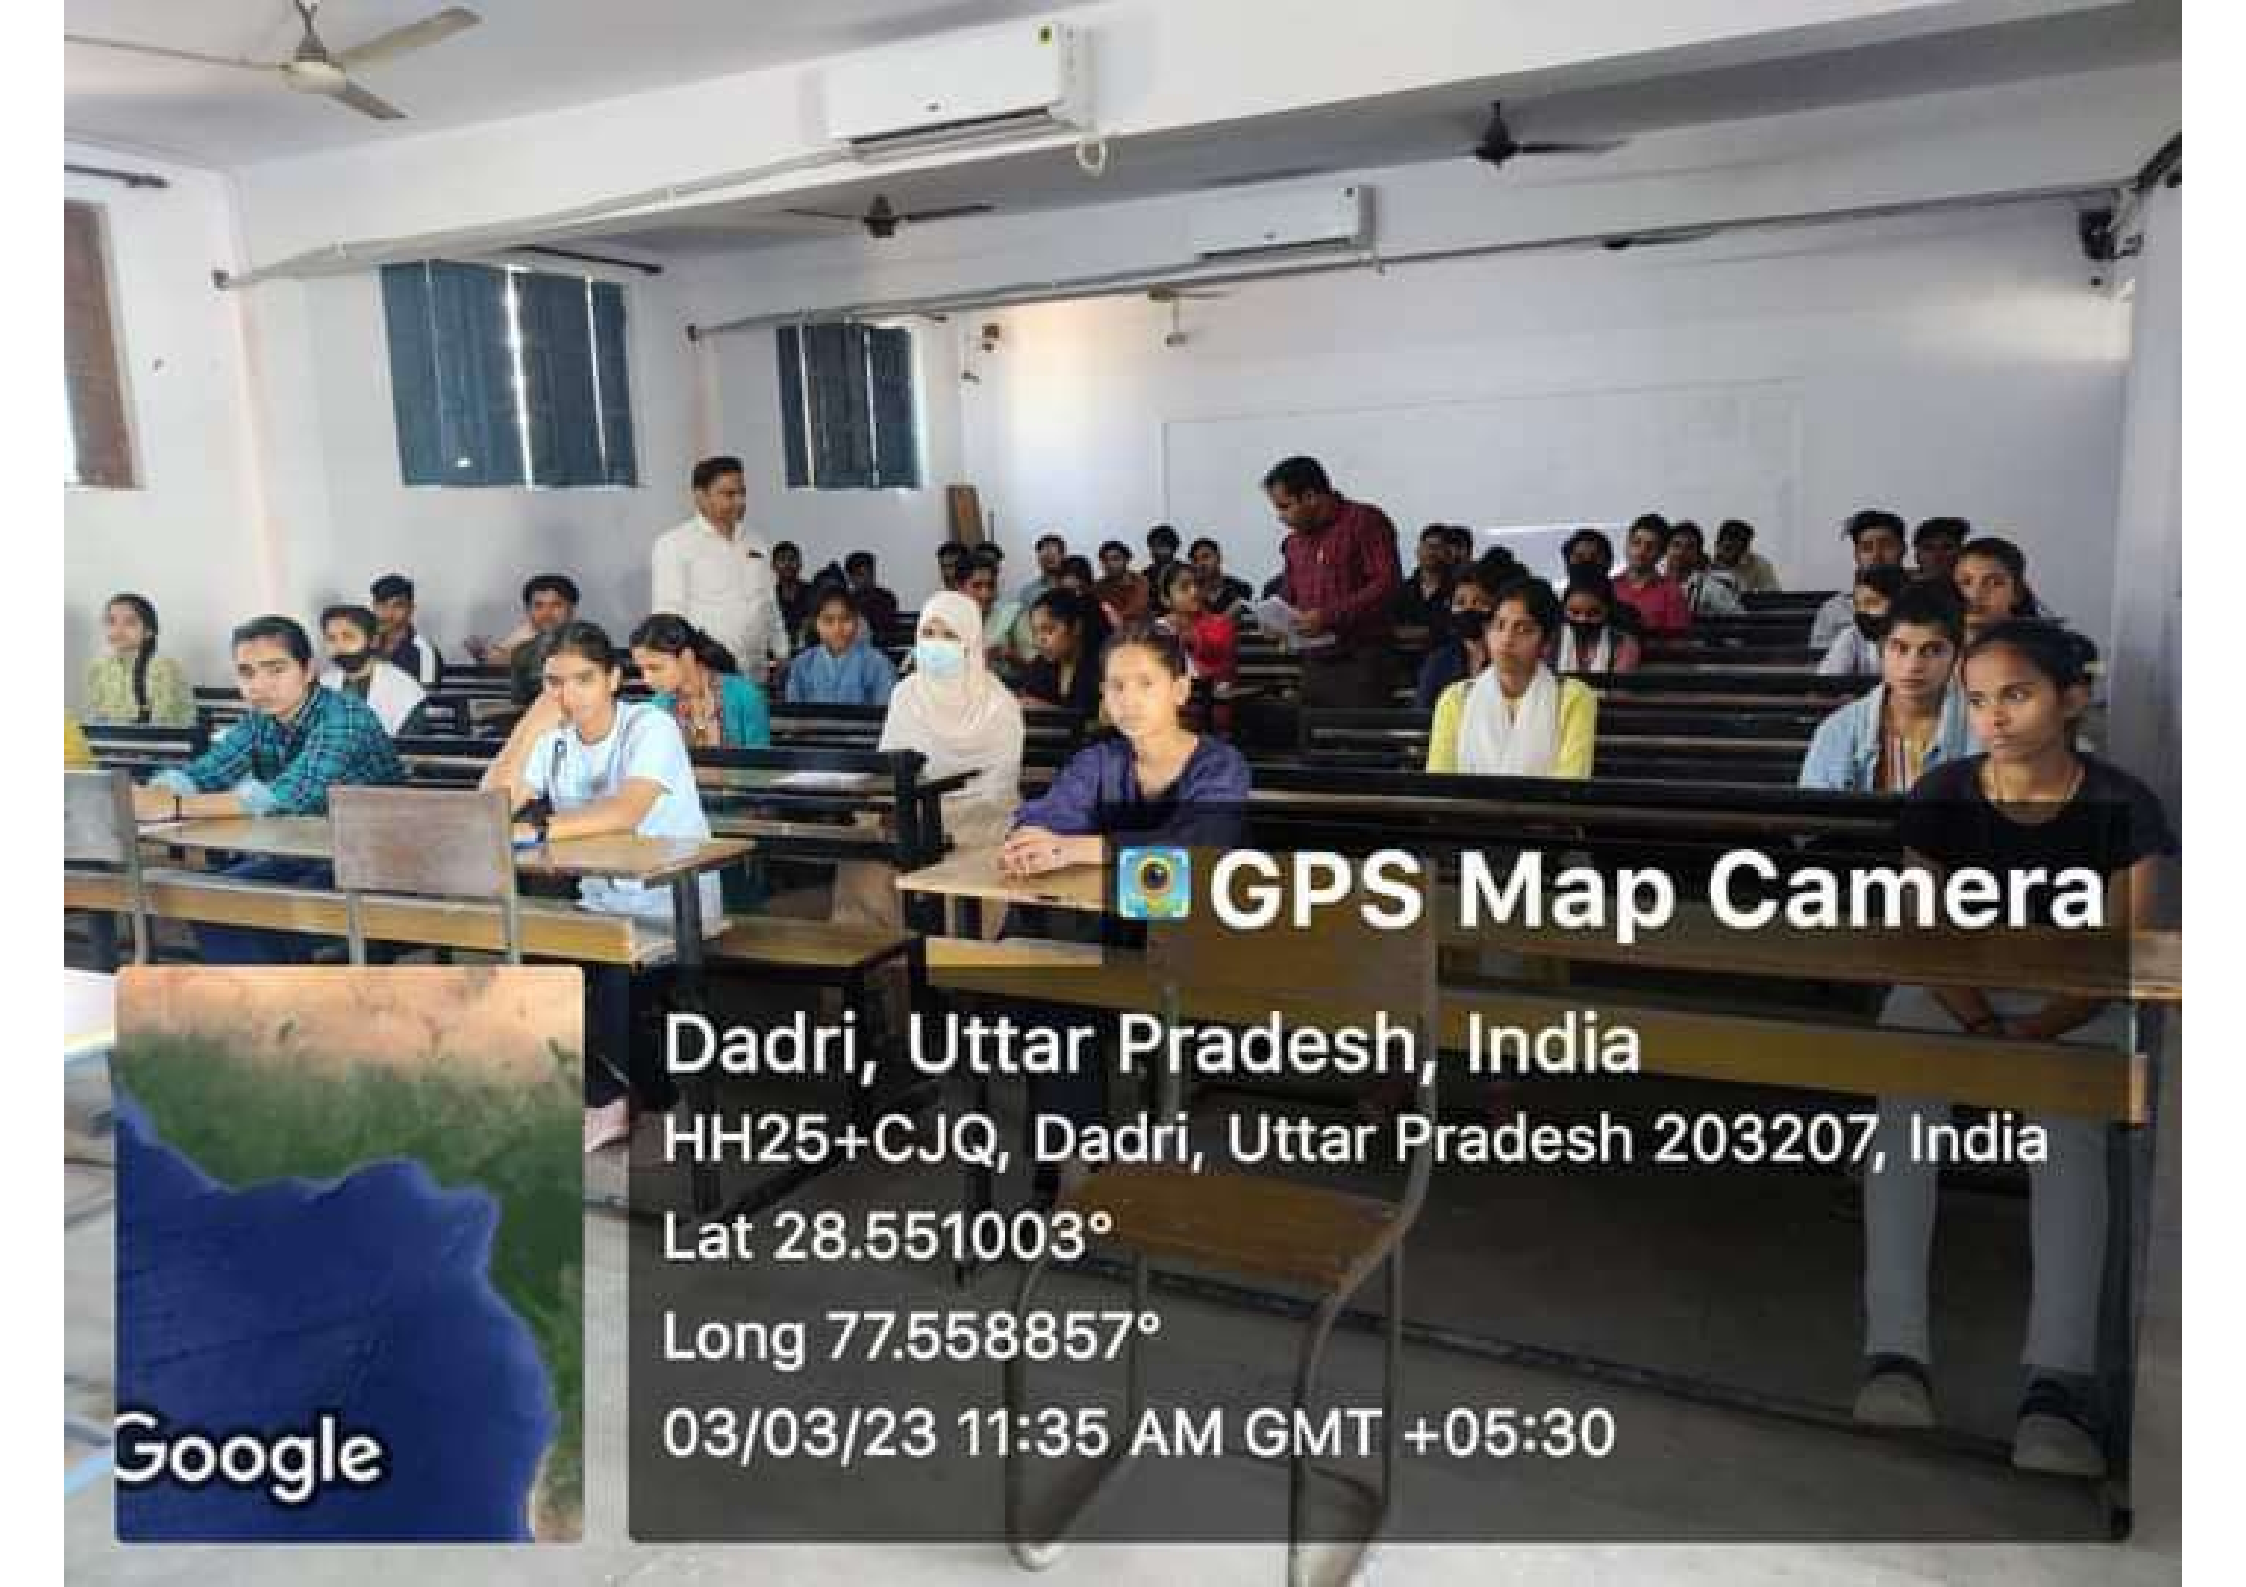 GPS Map Camera
Dadri, Uttar Pradesh, India
HH25+CJQ, Dadri, Uttar Pradesh 203207, India
Lat 28.551003°
Long 77.558857°
03/03/23 11:35 AM GMT +05:30
Google